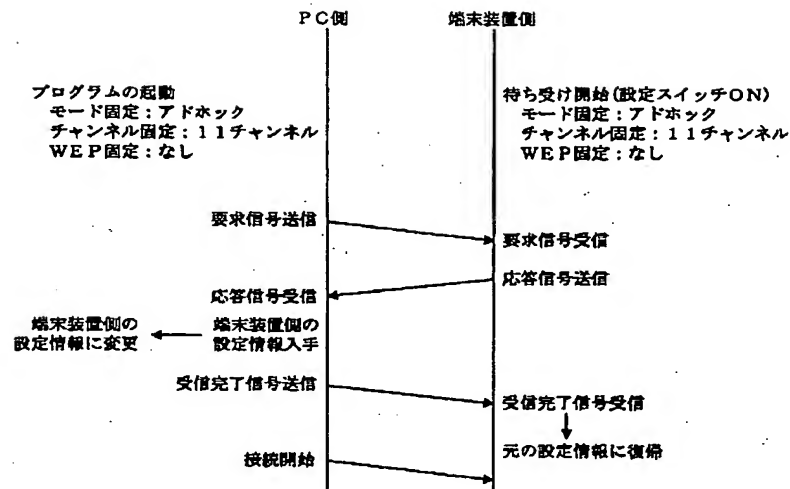 PC側
端末装置側
プログラムの起動
モード固定:アドホック
チャンネル固定:11チャンネル
WEP固定:なし
待ち受け開始(設定スイッチON)
モード固定:アドホック
チャンネル固定:11チャンネル
WEP固定:なし
要求信号送信
要求信号受信
応答信号送信
応答信号受信
端末装置側の
設定情報に変更
端末装置側の
設定情報入手
受信完了信号送信
受信完了信号受信
元の設定情報に復帰
接続開始